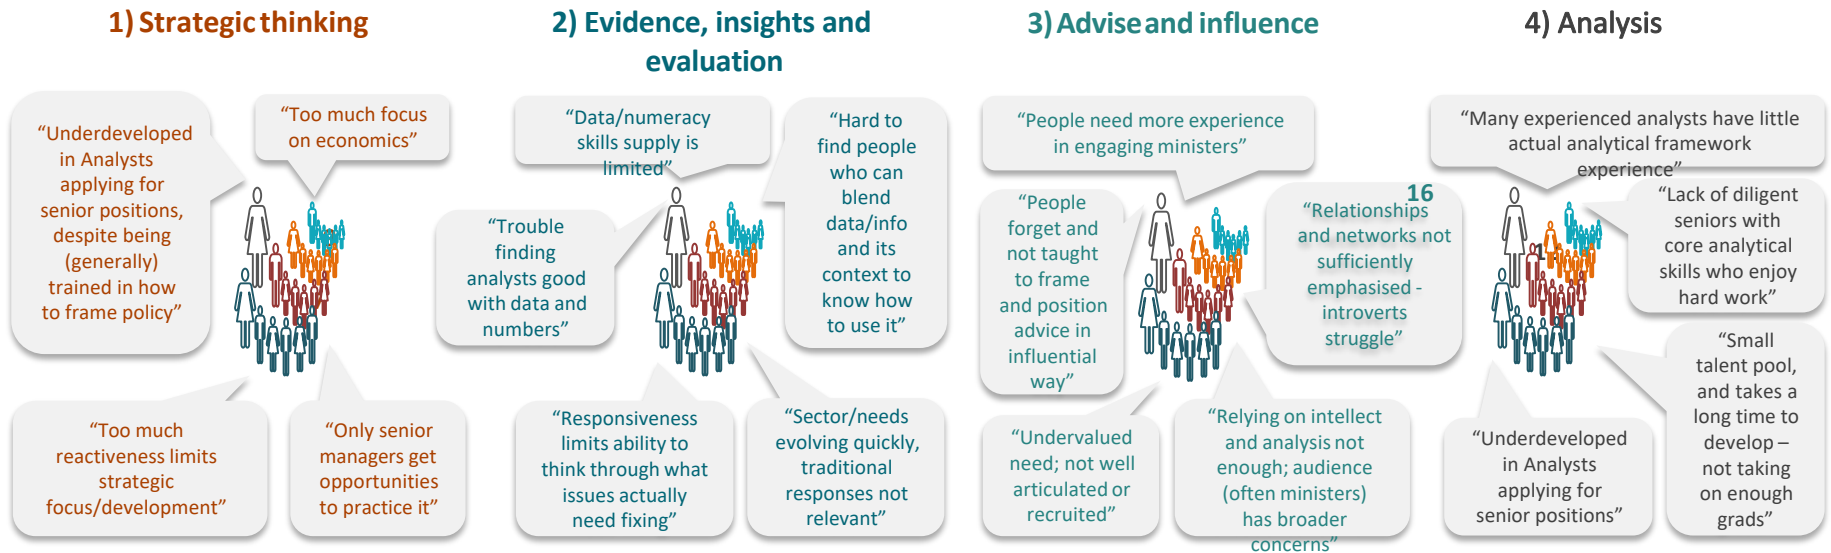 1) Strategic thinking
“Underdeveloped
in Analysts
applying for
senior positions,
despite being
(generally)
trained in how
to frame policy”
“Too much focus
on economics”
“Too much
reactiveness limits
strategic
focus/development”
“Only senior
managers get
opportunities
to practice it”
2) Evidence, insights and
evaluation
“Data/numeracy
skills supply is
limited”
“Hard to
find people
who can
blend
data/info
and its
context to
know how
to use it”
“Trouble
finding
analysts good
with data and
numbers”
“Responsiveness
limits ability to
think through what
issues actually
need fixing”
“Sector/needs
evolving quickly,
traditional
responses not
relevant”
3) Advise and influence
“People need more experience
in engaging ministers”
“People
forget and
not taught
to frame
and position
advice in
influential
way”
16
“Relationships
and networks not
sufficiently
emphasised -
introverts
struggle”
“Undervalued
need; not well
articulated or
recruited”
“Relying on intellect
and analysis not
enough; audience
(often ministers)
has broader
concerns”
4) Analysis
“Many experienced analysts have little
actual analytical framework
experience”
“Lack of diligent
seniors with
core analytical
skills who enjoy
hard work”
1
“Underdeveloped
in Analysts
applying for
senior positions”
“Small
talent pool,
and takes a
long time to
develop –
not taking
on enough
grads”